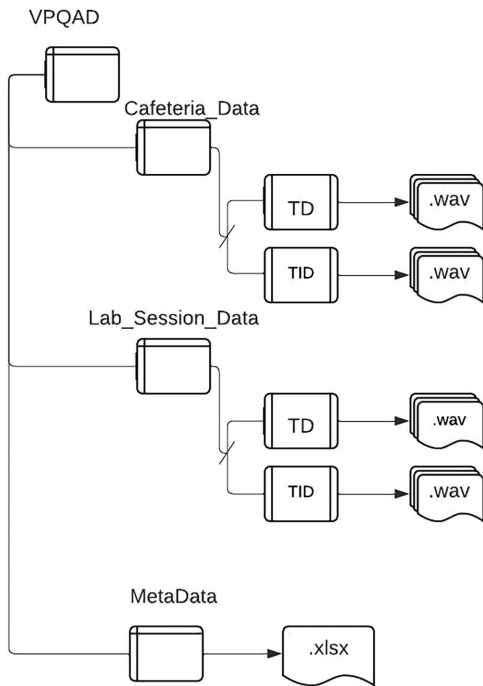 VPQAD
Cafeteria_Data
TD
.wav
TID
.wav
Lab_Session_Data
TD
.wav
TID
.wav
MetaData
.xlsx